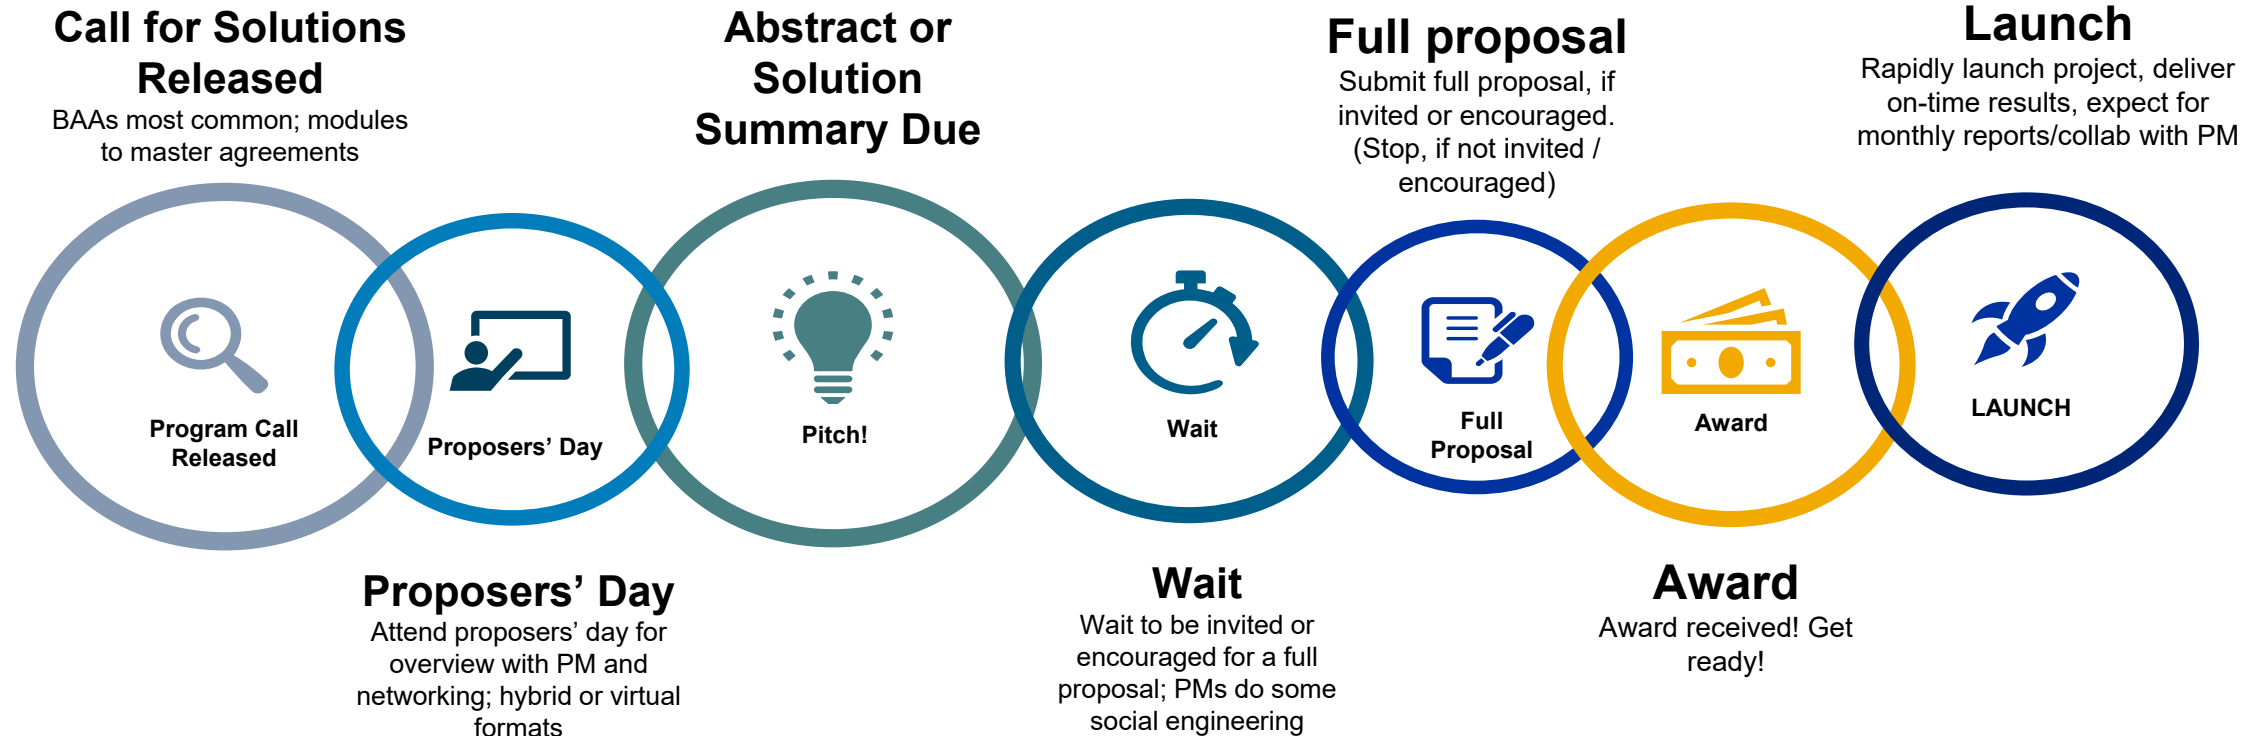 Call for Solutions
Released
BAAs most common; modules
to master agreements
Program Call
Released
Proposers’ Day
Proposers’ Day
Attend proposers’ day for
overview with PM and
networking; hybrid or virtual
formats
Abstract or
Solution
Summary Due
Pitch!
Wait
Wait
Wait to be invited or
encouraged for a full
proposal; PMs do some
social engineering
Full proposal
Submit full proposal, if
invited or encouraged.
(Stop, if not invited /
encouraged)
Full
Proposal
Award
Award
Award received! Get
ready!
Launch
Rapidly launch project, deliver
on-time results, expect for
monthly reports/collab with PM
LAUNCH